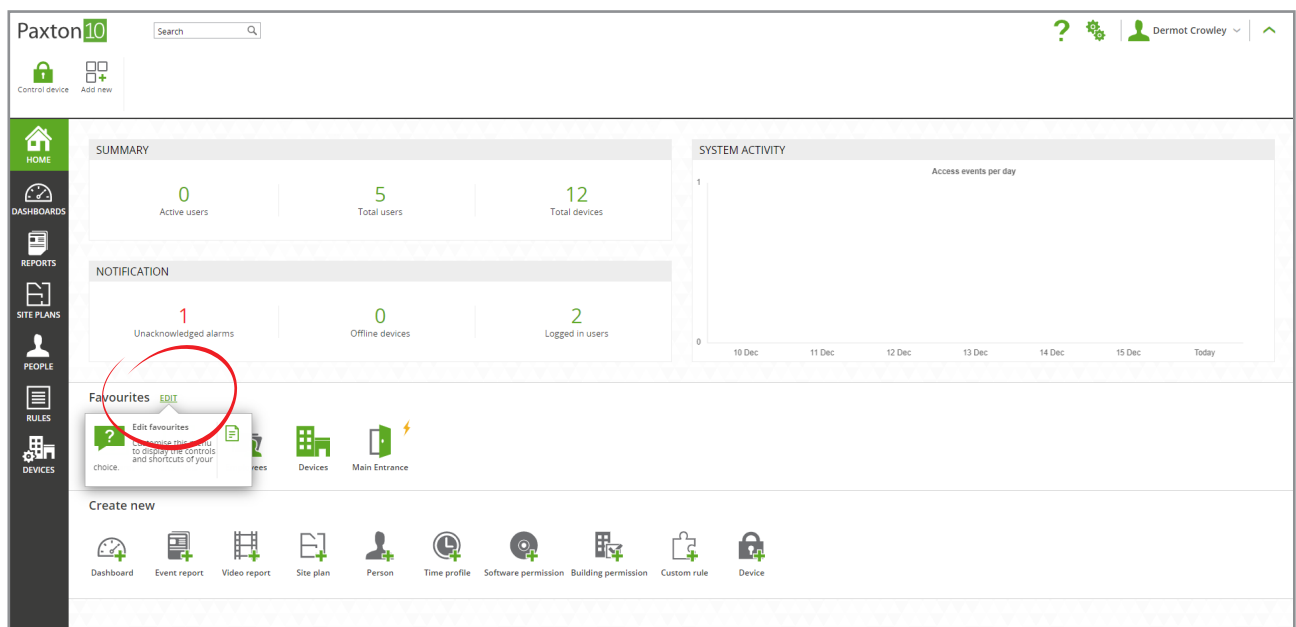 Paxton10
Search
Dermot Crowley
Control device
Add new
HOME
DASHBOARDS
REPORTS
SITE PLANS
PEOPLE
RULES
DEVICES
SUMMARY
0
Active users
5
Total users
12
Total devices
NOTIFICATION
1
Unacknowledged alarms
0
Offline devices
2
Logged in users
SYSTEM ACTIVITY
Access events per day
1
0
10 Dec
11 Dec
12 Dec
13 Dec
14 Dec
15 Dec
Today
Favourites EDIT
Edit favourites
Customise this menu
to display the controls
and shortcuts of your
choice.
Devices
Main Entrance
Create new
Dashboard
Event report
Video report
Site plan
Person
Time profile
Software permission
Building permission
Custom rule
Device